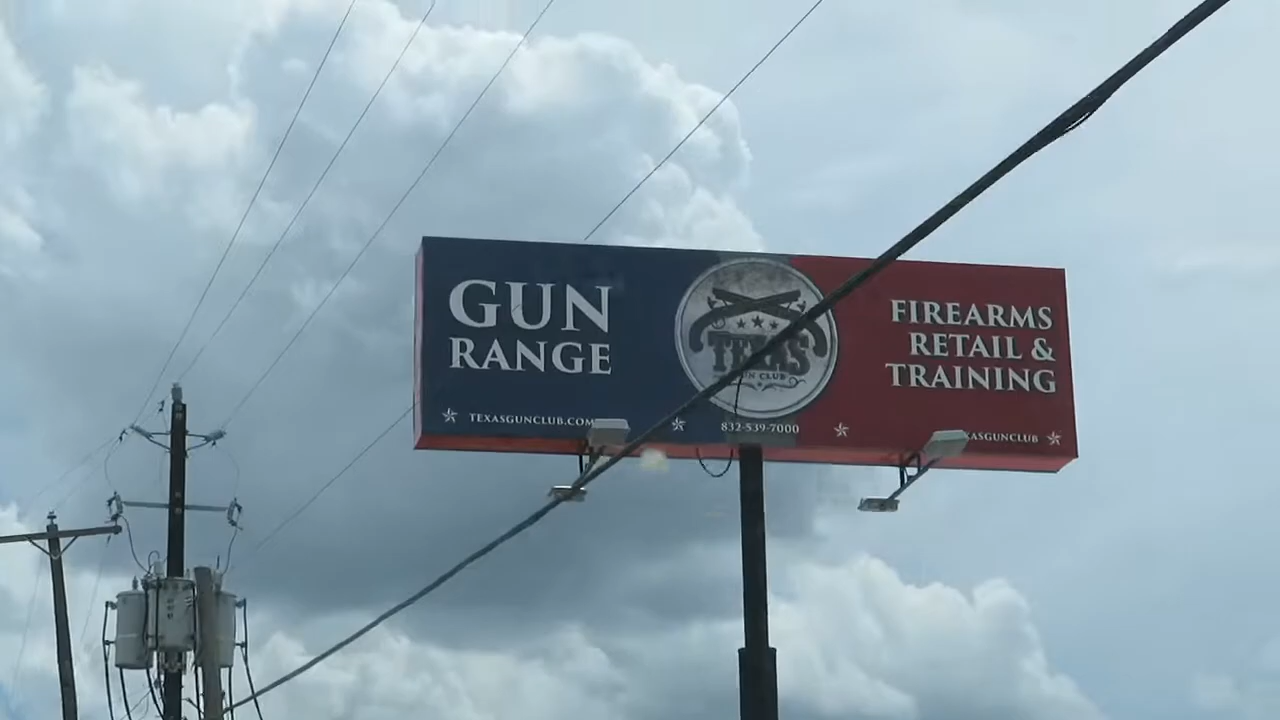 GUN
RANGE
TEXASGUNCLUB.COM
TEXAS
GUN CLUB
832-539-7000
FIREARMS
RETAIL &
TRAINING